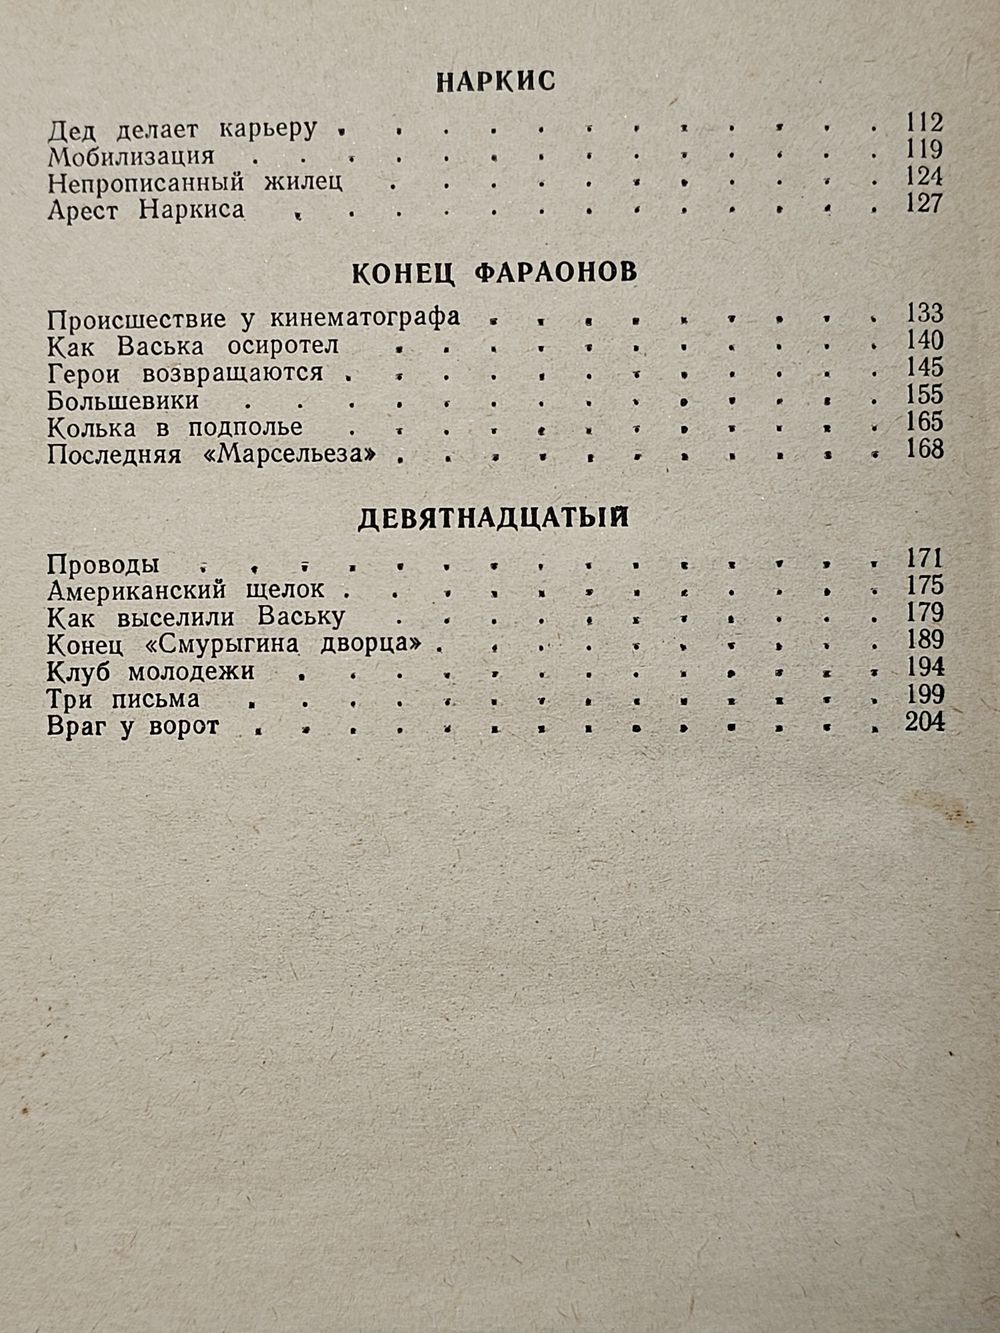 НАРКИС
Дед делает карьеру . . . . . . . . . . . . 112
Мобилизация . . . . . . . . . . . . . . 119
Непрописанный жилец . . . . . . . . . . . 124
Арест Наркиса . . . . . . . . . . . . . 127
КОНЕЦ ФАРАОНОВ
Происшествие у кинематографа . . . . . . . . . 133
Как Васька осиротел . . . . . . . . . . . 140
Герои возвращаются . . . . . . . . . . . . 145
Большевики . . . . . . . . . . . . . . 155
Колька в подполье . . . . . . . . . . . . 165
Последняя «Марсельеза» . . . . . . . . . . . 168
ДЕВЯТНАДЦАТЫЙ
Проводы . . . . . . . . . . . . . . . 171
Американский щелок . . . . . . . . . . . . 175
Как выселили Ваську . . . . . . . . . . . 179
Конец «Смурыгина дворца» . . . . . . . . . . 189
Клуб молодежи . . . . . . . . . . . . . 194
Три письма . . . . . . . . . . . . . . 199
Враг у ворот . . . . . . . . . . . . . . 204